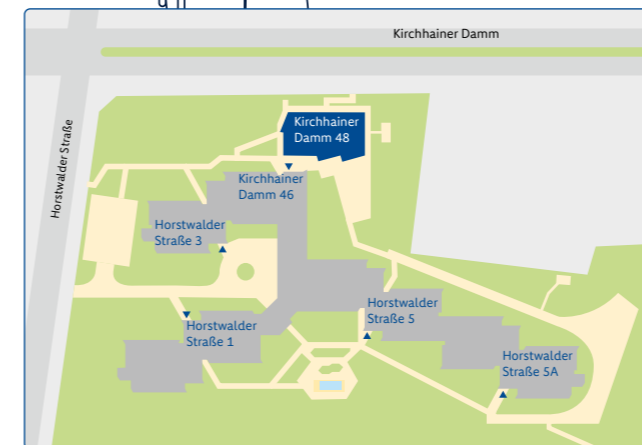 Kirchhainer Damm
Horstwalder Straße
Kirchhainer
Damm 48
Kirchhainer
Damm 46
Horstwalder
Straße 3
Horstwalder
Straße 5
Horstwalder
Straße 1
Horstwalder
Straße 5A